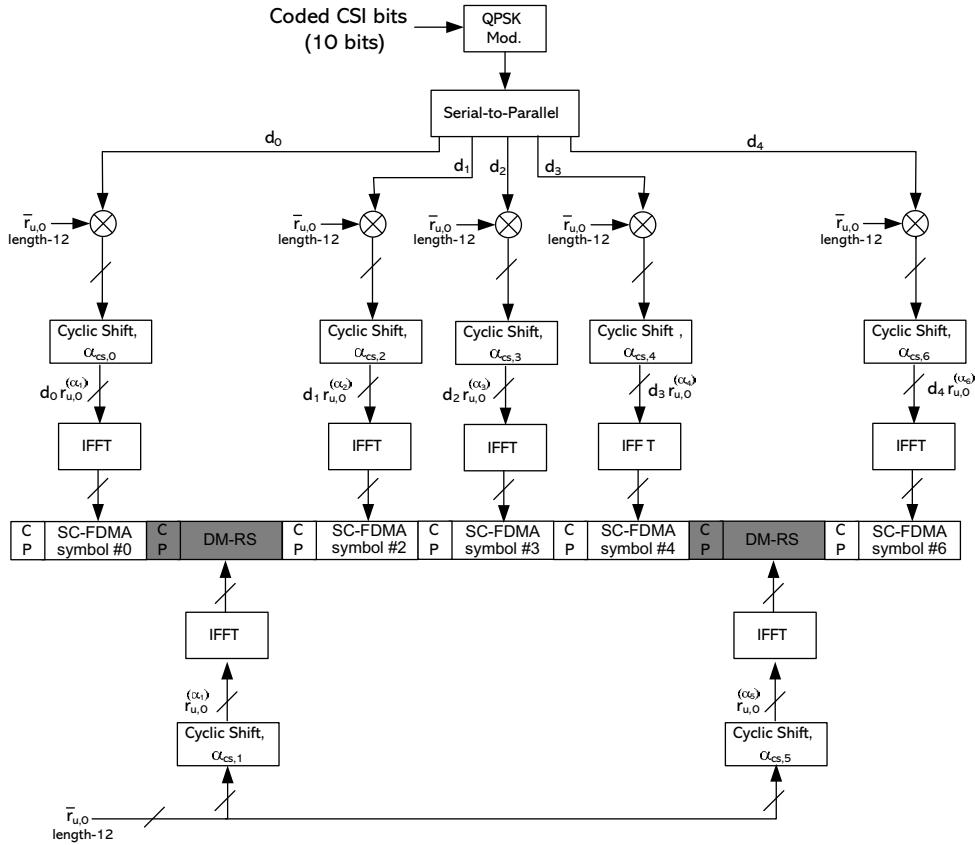 Coded CSI bits
(10 bits)
QPSK
Mod.
Serial-to-Parallel
d0
d1
d2
d3
d4
r̅u,0
length-12
r̅u,0
length-12
r̅u,0
length-12
r̅u,0
length-12
r̅u,0
length-12
Cyclic Shift,
αcs,0
Cyclic Shift,
αcs,2
Cyclic Shift,
αcs,3
Cyclic Shift ,
αcs,4
Cyclic Shift,
αcs,6
d0 ru,0(α1)
d1 ru,0(α2)
d2 ru,0(α3)
d3 ru,0(α4)
d4 ru,0(α6)
IFFT
IFFT
IFFT
IFF T
IFFT
C
P
SC-FDMA
symbol #0
C
P
DM-RS
C
P
SC-FDMA
symbol #2
C
P
SC-FDMA
symbol #3
C
P
SC-FDMA
symbol #4
C
P
DM-RS
C
P
SC-FDMA
symbol #6
IFFT
IFFT
ru,0(α1)
ru,0(α5)
Cyclic Shift,
αcs,1
Cyclic Shift,
αcs,5
r̅u,0
length-12